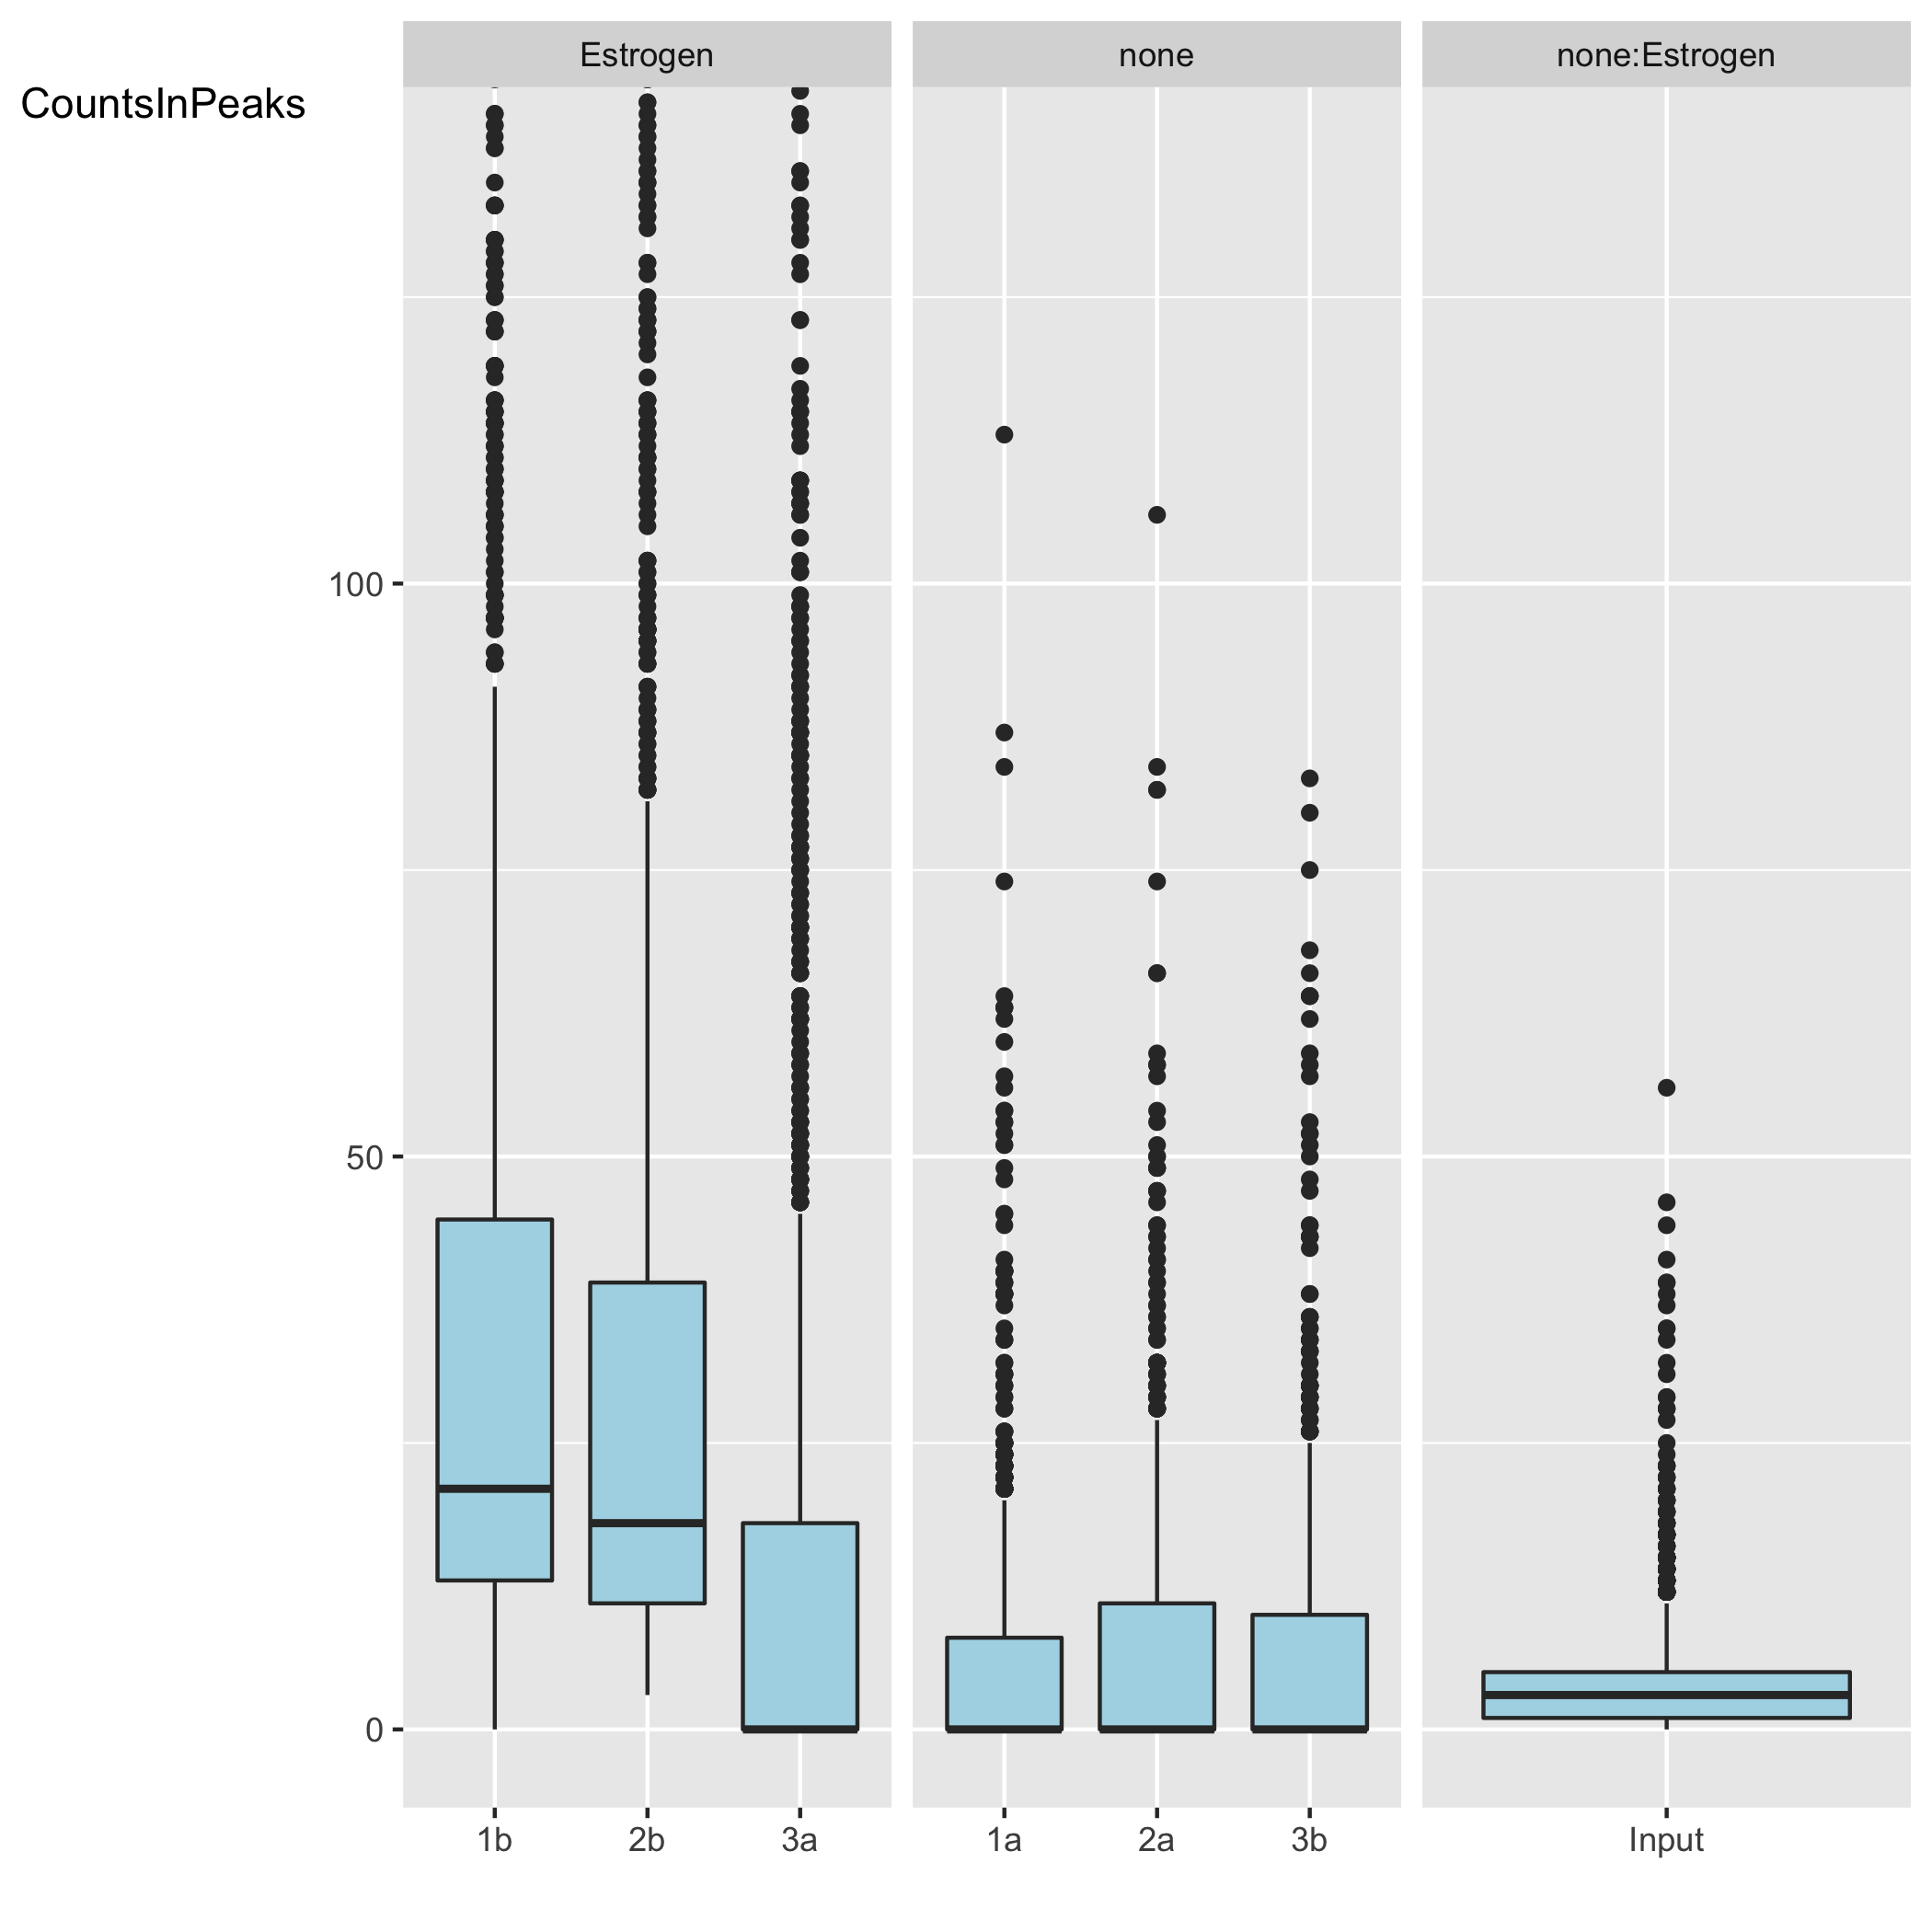 Estrogen none none:Estrogen
CountsInPeaks
100
50
0
1b 2b 3a 1a 2a 3b Input